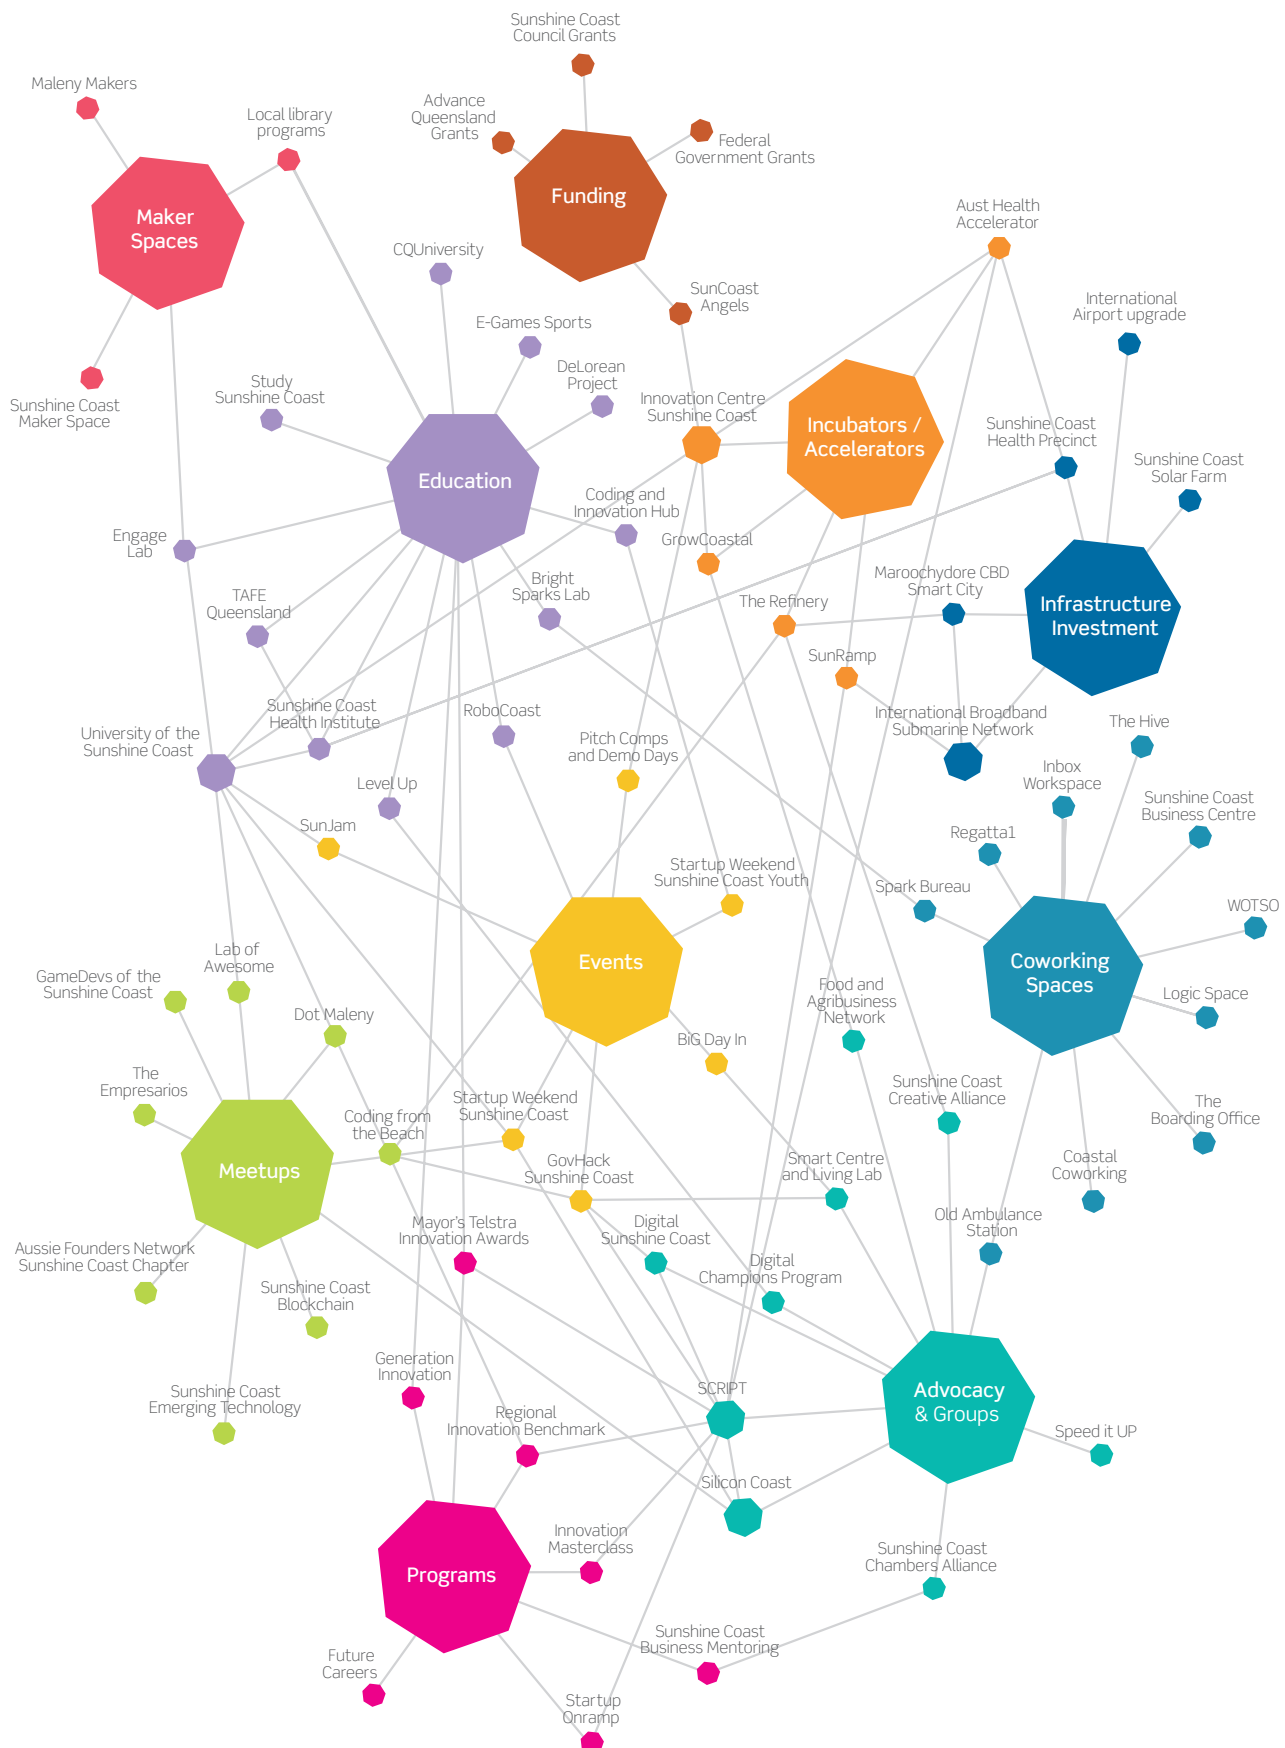 Sunshine Coast
Council Grants
Maleny Makers
Advance
Queensland
Grants
Local library
programs
Federal
Government Grants
Funding
Maker
Spaces
Aust Health
Accelerator
CQUniversity
SunCoast
Angels
International
Airport upgrade
E-Games Sports
DeLorean
Project
Study
Sunshine Coast
Sunshine Coast
Maker Space
Innovation Centre
Sunshine Coast
Incubators /
Accelerators
Sunshine Coast
Health Precinct
Sunshine Coast
Solar Farm
Education
Coding and
Innovation Hub
Engage
Lab
GrowCoastal
Bright
Sparks Lab
Maroochydore CBD
Smart City
TAFE
Queensland
The Refinery
Infrastructure
Investment
SunRamp
Sunshine Coast
Health Institute
RoboCoast
International Broadband
Submarine Network
The Hive
University of the
Sunshine Coast
Pitch Comps
and Demo Days
Inbox
Workspace
Level Up
Sunshine Coast
Business Centre
SunJam
Regatta1
Startup Weekend
Sunshine Coast Youth
Spark Bureau
WOTSO
Lab of
Awesome
GameDevs of the
Sunshine Coast
Events
Coworking
Spaces
Food and
Agribusiness
Network
Logic Space
Dot Maleny
BiG Day In
The
Empresarios
Sunshine Coast
Creative Alliance
Startup Weekend
Sunshine Coast
The
Boarding Office
Coding from
the Beach
Meetups
GovHack
Sunshine Coast
Smart Centre
and Living Lab
Coastal
Coworking
Mayor's Telstra
Innovation Awards
Digital
Sunshine Coast
Old Ambulance
Station
Aussie Founders Network
Sunshine Coast Chapter
Digital
Champions Program
Sunshine Coast
Blockchain
Generation
Innovation
Sunshine Coast
Emerging Technology
SCRIPT
Advocacy
& Groups
Regional
Innovation Benchmark
Speed it UP
Silicon Coast
Innovation
Masterclass
Sunshine Coast
Chambers Alliance
Programs
Sunshine Coast
Business Mentoring
Future
Careers
Startup
Onramp